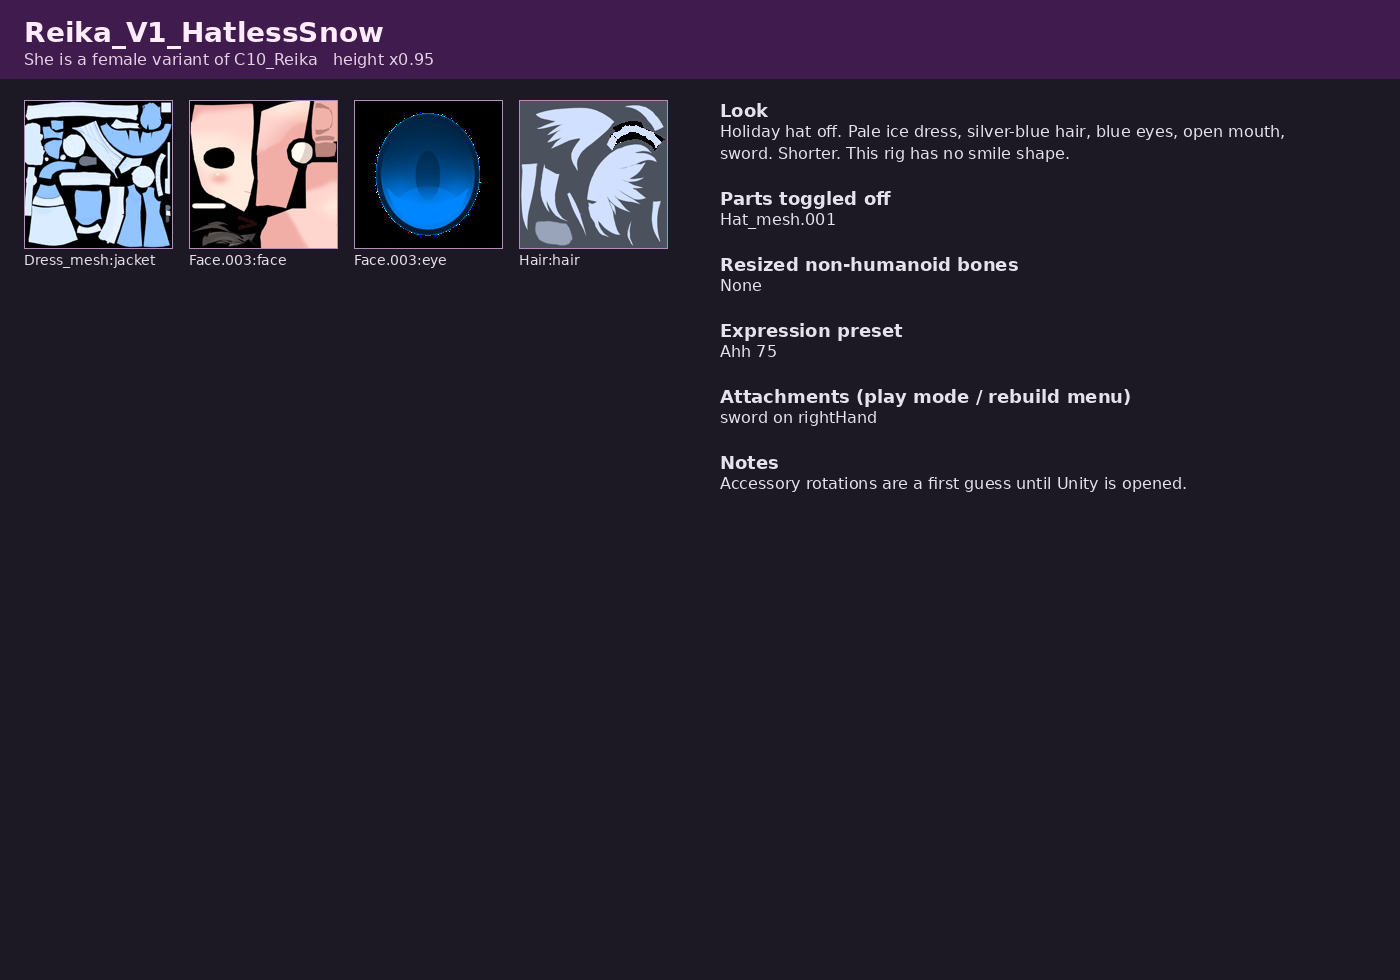 Reika_V1_HatlessSnow
She is a female variant of C10_Reika   height x0.95
Dress_mesh:jacket
Face.003:face
Face.003:eye
Hair:hair
Look
Holiday hat off. Pale ice dress, silver-blue hair, blue eyes, open mouth,
sword. Shorter. This rig has no smile shape.
Parts toggled off
Hat_mesh.001
Resized non-humanoid bones
None
Expression preset
Ahh 75
Attachments (play mode / rebuild menu)
sword on rightHand
Notes
Accessory rotations are a first guess until Unity is opened.